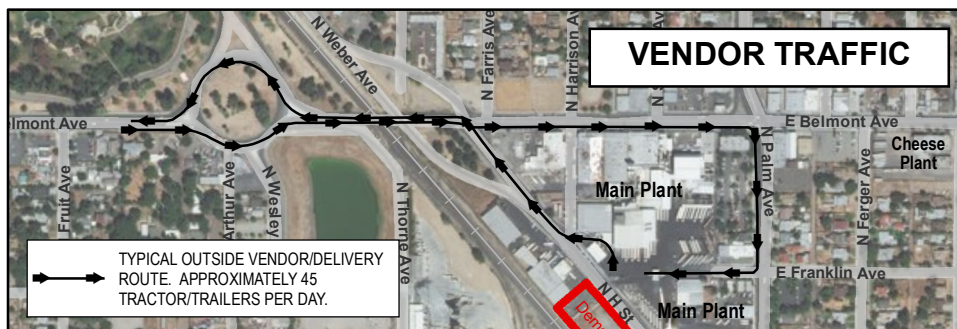 VENDOR TRAFFIC
N Weber Ave
N Farris Ave
N Harrison Ave
elmont Ave
E Belmont Ave
Cheese
Plant
Main Plant
N Palm Ave
N Ferger Ave
Fruit Ave
Arthur Ave
N Wesley
N Thorne Ave
TYPICAL OUTSIDE VENDOR/DELIVERY
ROUTE. APPROXIMATELY 45
TRACTOR/TRAILERS PER DAY.
E Franklin Ave
N H St
Main Plant